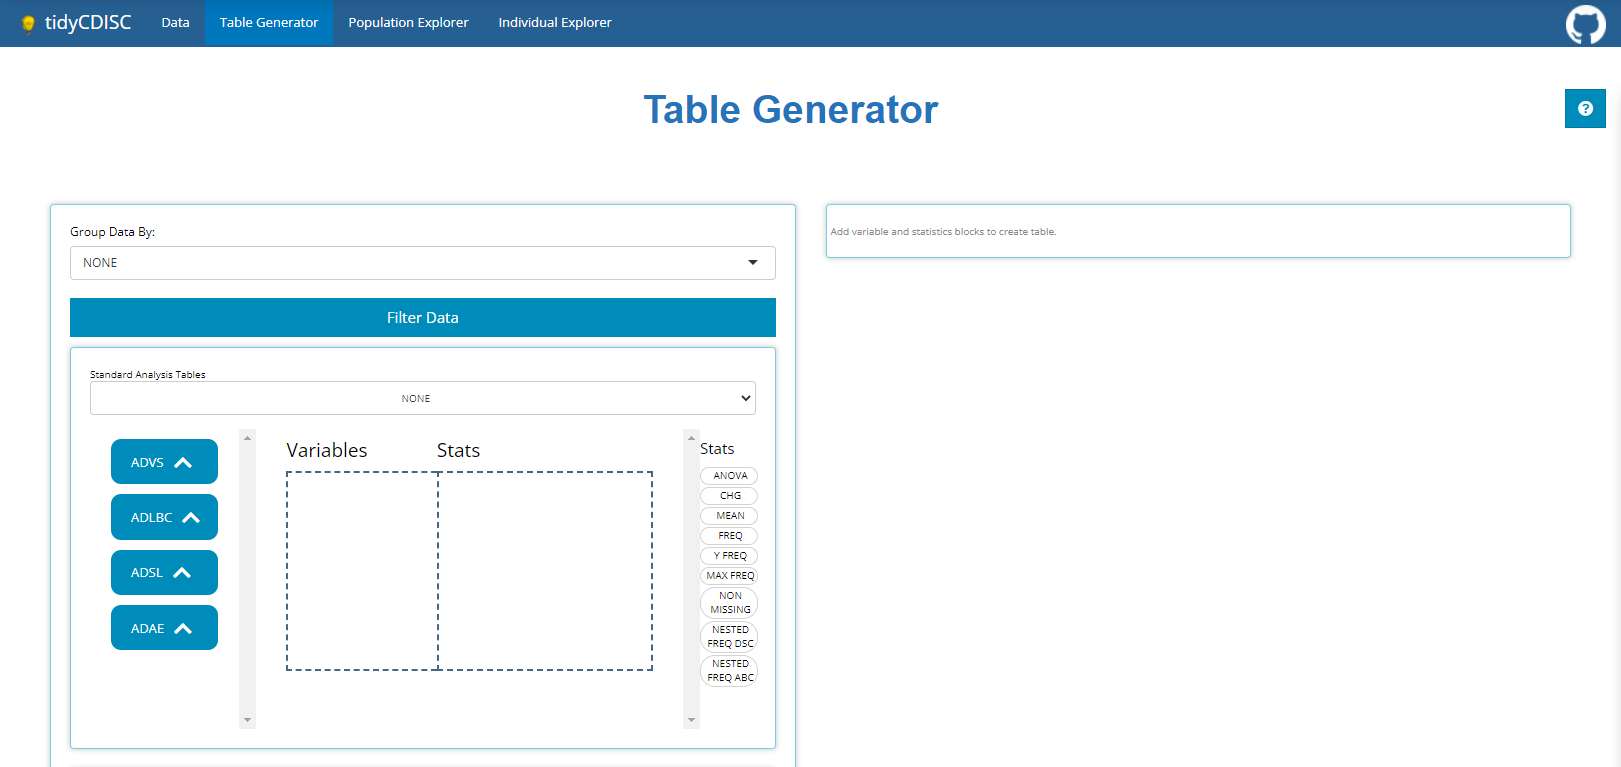 tidyCDISC Data Table Generator Population Explorer Individual Explorer
Table Generator
?
Group Data By:
NONE
Filter Data
Standard Analysis Tables
NONE
ADVS
ADLBC
ADSL
ADAE
Variables Stats
Stats
ANOVA
CHG
MEAN
FREQ
Y FREQ
MAX FREQ
NON
MISSING
NESTED
FREQ DSC
NESTED
FREQ ABC
Add variable and statistics blocks to create table.